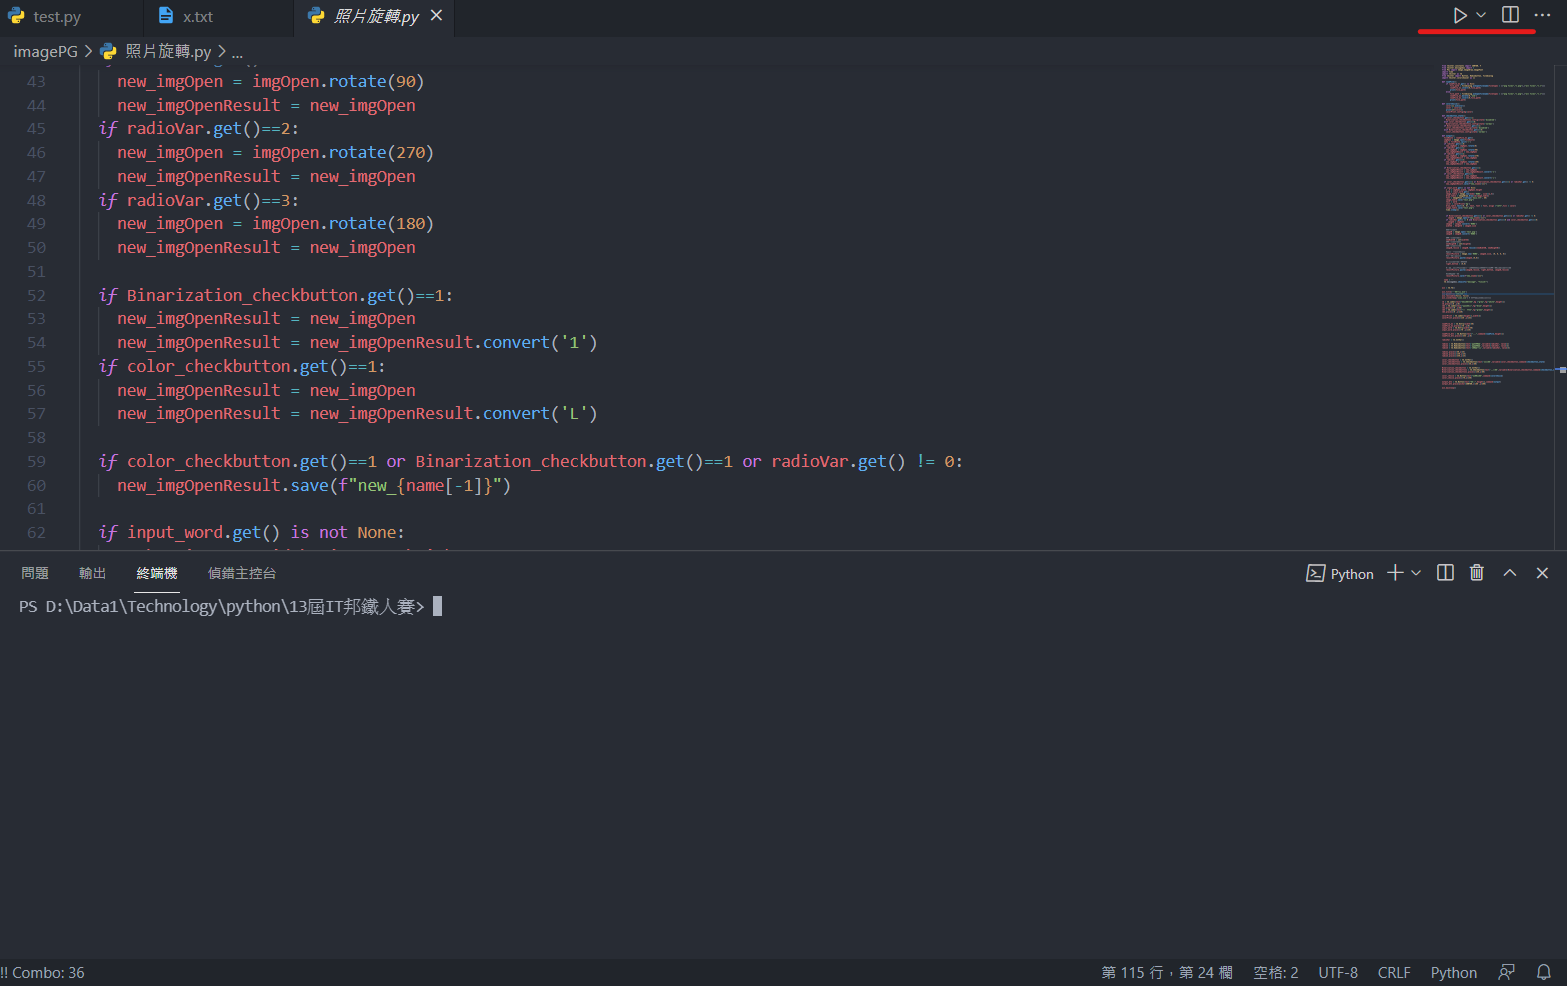 test.py
x.txt
照片旋轉.py
imagePG > 照片旋轉.py > ...
43 new_imgOpen = imgOpen.rotate(90)
44 new_imgOpenResult = new_imgOpen
45 if radioVar.get()==2:
46 new_imgOpen = imgOpen.rotate(270)
47 new_imgOpenResult = new_imgOpen
48 if radioVar.get()==3:
49 new_imgOpen = imgOpen.rotate(180)
50 new_imgOpenResult = new_imgOpen
51
52 if Binarization_checkbutton.get()==1:
53 new_imgOpenResult = new_imgOpen
54 new_imgOpenResult = new_imgOpenResult.convert('1')
55 if color_checkbutton.get()==1:
56 new_imgOpenResult = new_imgOpen
57 new_imgOpenResult = new_imgOpenResult.convert('L')
58
59 if color_checkbutton.get()==1 or Binarization_checkbutton.get()==1 or radioVar.get() != 0:
60 new_imgOpenResult.save(f"new_{name[-1]}")
61
62 if input_word.get() is not None:
問題 輸出 終端機 偵錯主控台
Python
PS D:\Data1\Technology\python\13屆IT邦鐵人賽>
!! Combo: 36
第 115 行，第 24 欄 空格: 2 UTF-8 CRLF Python